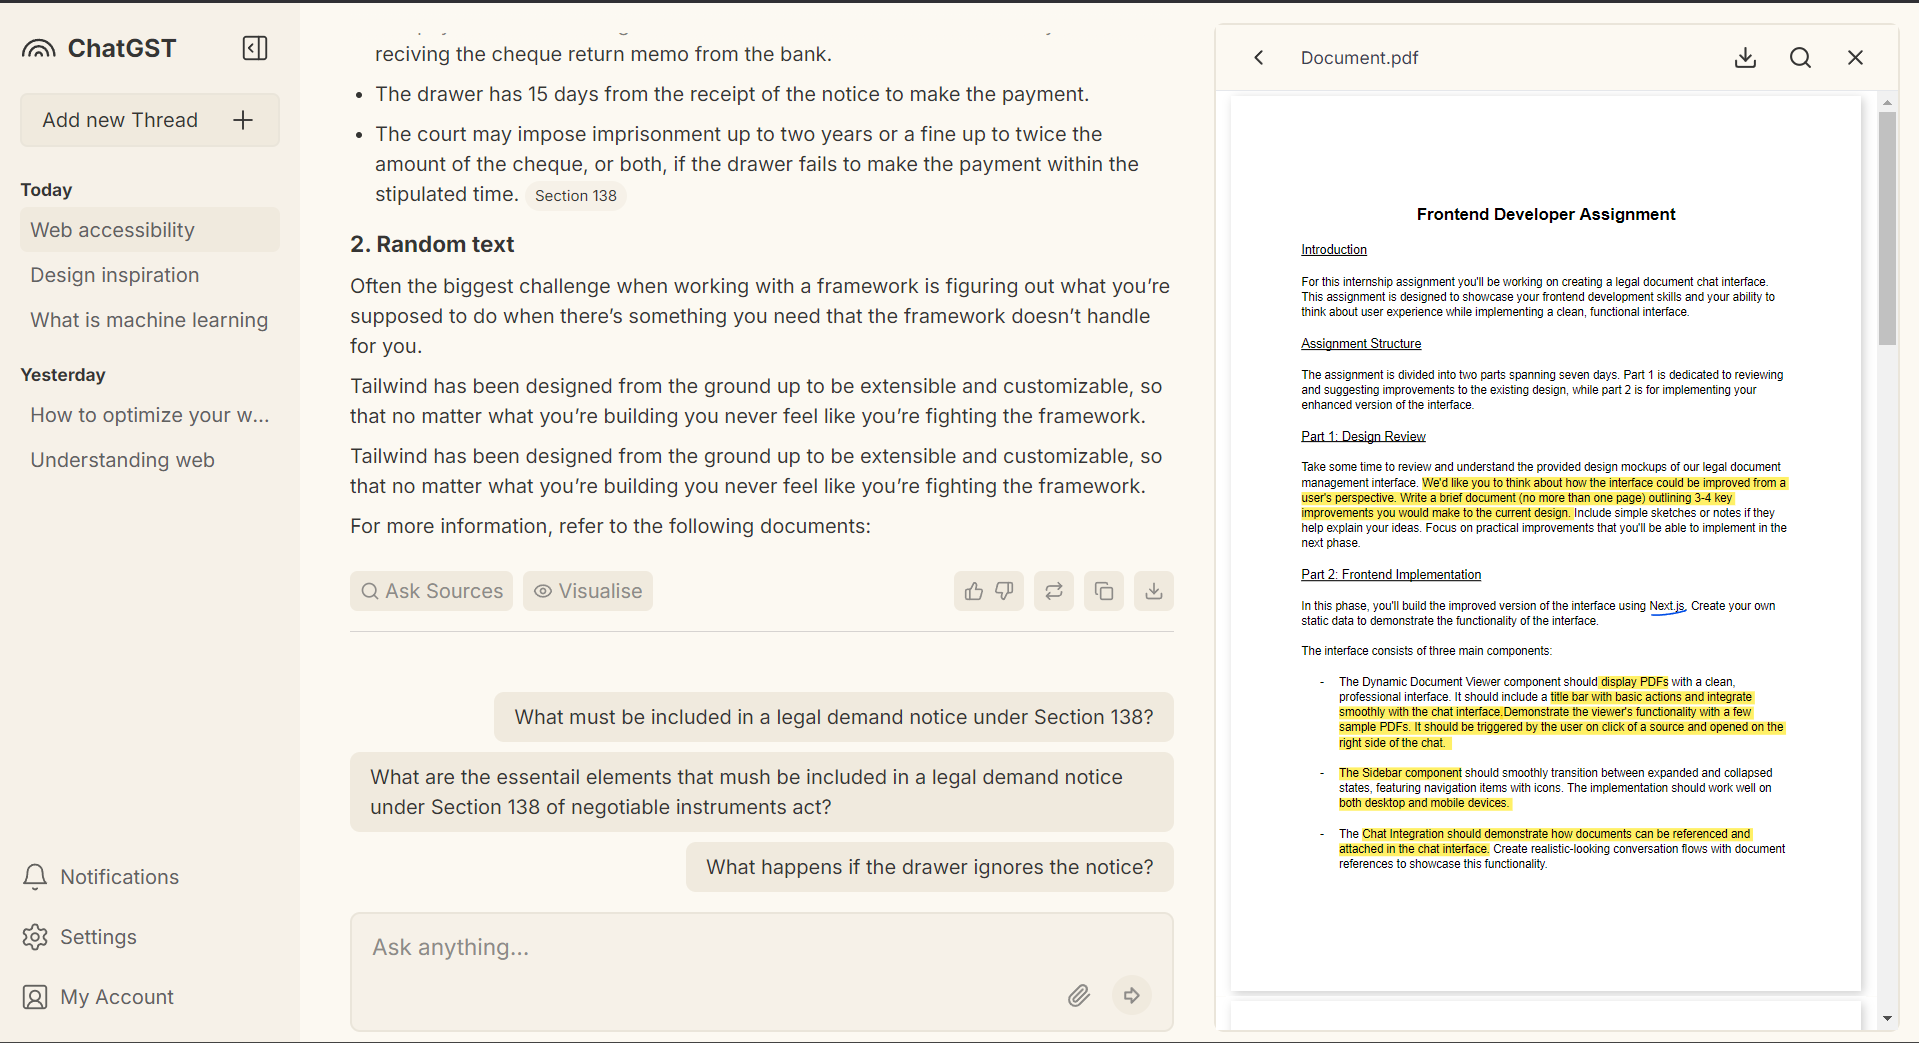 ChatGST
Add new Thread
Today
Web accessibility
Design inspiration
What is machine learning
Yesterday
How to optimize your w...
Understanding web
Notifications
Settings
My Account
reciving the cheque return memo from the bank.
• The drawer has 15 days from the receipt of the notice to make the payment.
• The court may impose imprisonment up to two years or a fine up to twice the
amount of the cheque, or both, if the drawer fails to make the payment within the
stipulated time. Section 138
2. Random text
Often the biggest challenge when working with a framework is figuring out what you’re
supposed to do when there’s something you need that the framework doesn’t handle
for you.
Tailwind has been designed from the ground up to be extensible and customizable, so
that no matter what you’re building you never feel like you’re fighting the framework.
Tailwind has been designed from the ground up to be extensible and customizable, so
that no matter what you’re building you never feel like you’re fighting the framework.
For more information, refer to the following documents:
Ask Sources
Visualise
What must be included in a legal demand notice under Section 138?
What are the essentail elements that mush be included in a legal demand notice
under Section 138 of negotiable instruments act?
What happens if the drawer ignores the notice?
Ask anything...
Document.pdf
Frontend Developer Assignment
Introduction
For this internship assignment you'll be working on creating a legal document chat interface.
This assignment is designed to showcase your frontend development skills and your ability to
think about user experience while implementing a clean, functional interface.
Assignment Structure
The assignment is divided into two parts spanning seven days. Part 1 is dedicated to reviewing
and suggesting improvements to the existing design, while part 2 is for implementing your
enhanced version of the interface.
Part 1: Design Review
Take some time to review and understand the provided design mockups of our legal document
management interface. We'd like you to think about how the interface could be improved from a
user's perspective. Write a brief document (no more than one page) outlining 3-4 key
improvements you would make to the current design. Include simple sketches or notes if they
help explain your ideas. Focus on practical improvements that you'll be able to implement in the
next phase.
Part 2: Frontend Implementation
In this phase, you'll build the improved version of the interface using Next.js. Create your own
static data to demonstrate the functionality of the interface.
The interface consists of three main components:
- The Dynamic Document Viewer component should display PDFs with a clean,
professional interface. It should include a title bar with basic actions and integrate
smoothly with the chat interface.Demonstrate the viewer's functionality with a few
sample PDFs. It should be triggered by the user on click of a source and opened on the
right side of the chat.
- The Sidebar component should smoothly transition between expanded and collapsed
states, featuring navigation items with icons. The implementation should work well on
both desktop and mobile devices.
- The Chat Integration should demonstrate how documents can be referenced and
attached in the chat interface. Create realistic-looking conversation flows with document
references to showcase this functionality.